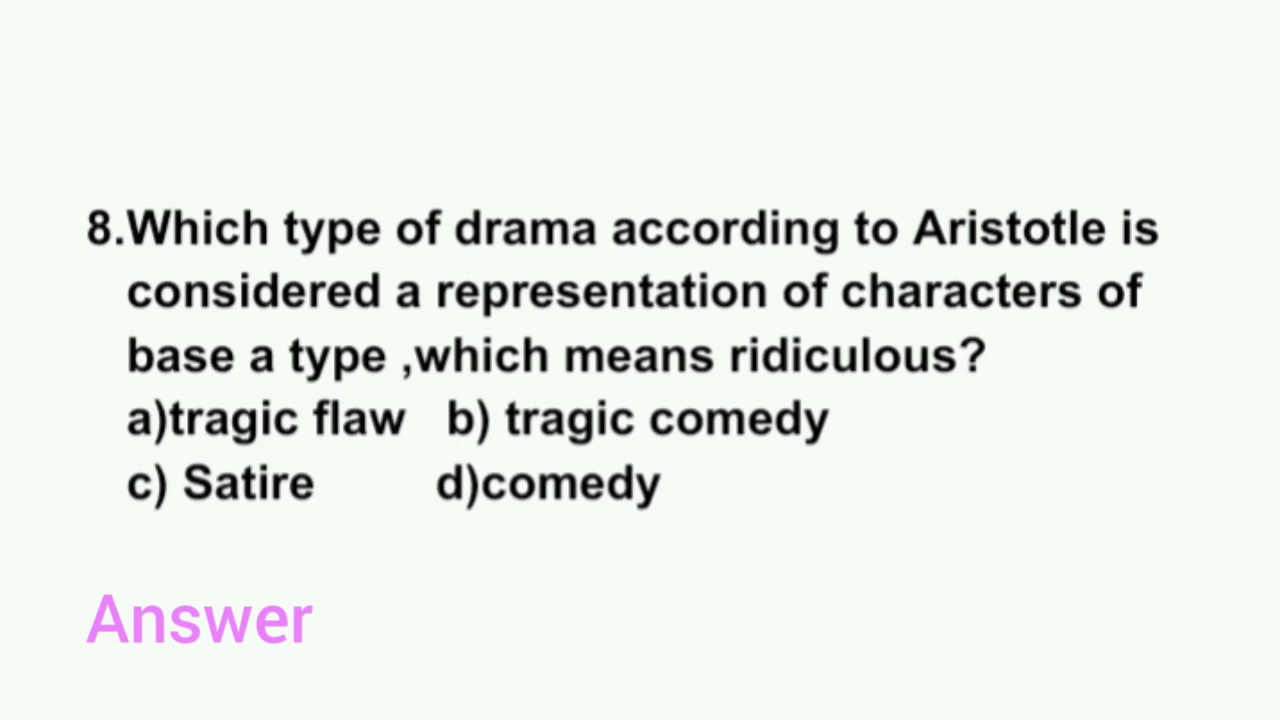 8.Which type of drama according to Aristotle is
considered a representation of characters of
base a type ,which means ridiculous?
a)tragic flaw b) tragic comedy
c) Satire d)comedy
Answer